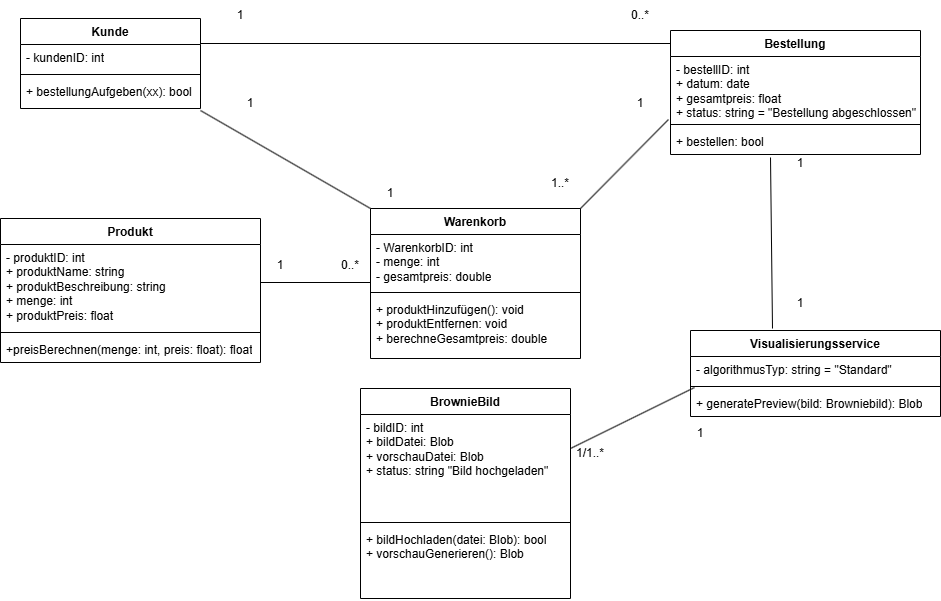 1
0..*
Kunde
- kundenID: int
+ bestellungAufgeben(xx): bool
Bestellung
- bestellID: int
+ datum: date
+ gesamtpreis: float
+ status: string = "Bestellung abgeschlossen"
+ bestellen: bool
1
1
1
1..*
1
Warenkorb
- WarenkorbID: int
- menge: int
- gesamtpreis: double
+ produktHinzufügen(): void
+ produktEntfernen: void
+ berechneGesamtpreis: double
Produkt
- produktID: int
+ produktName: string
+ produktBeschreibung: string
+ menge: int
+ produktPreis: float
+preisBerechnen(menge: int, preis: float): float
1
0..*
1
Visualisierungsservice
- algorithmusTyp: string = "Standard"
+ generatePreview(bild: Browniebild): Blob
1
1/1..*
BrownieBild
- bildID: int
+ bildDatei: Blob
+ vorschauDatei: Blob
+ status: string "Bild hochgeladen"
+ bildHochladen(datei: Blob): bool
+ vorschauGenerieren(): Blob